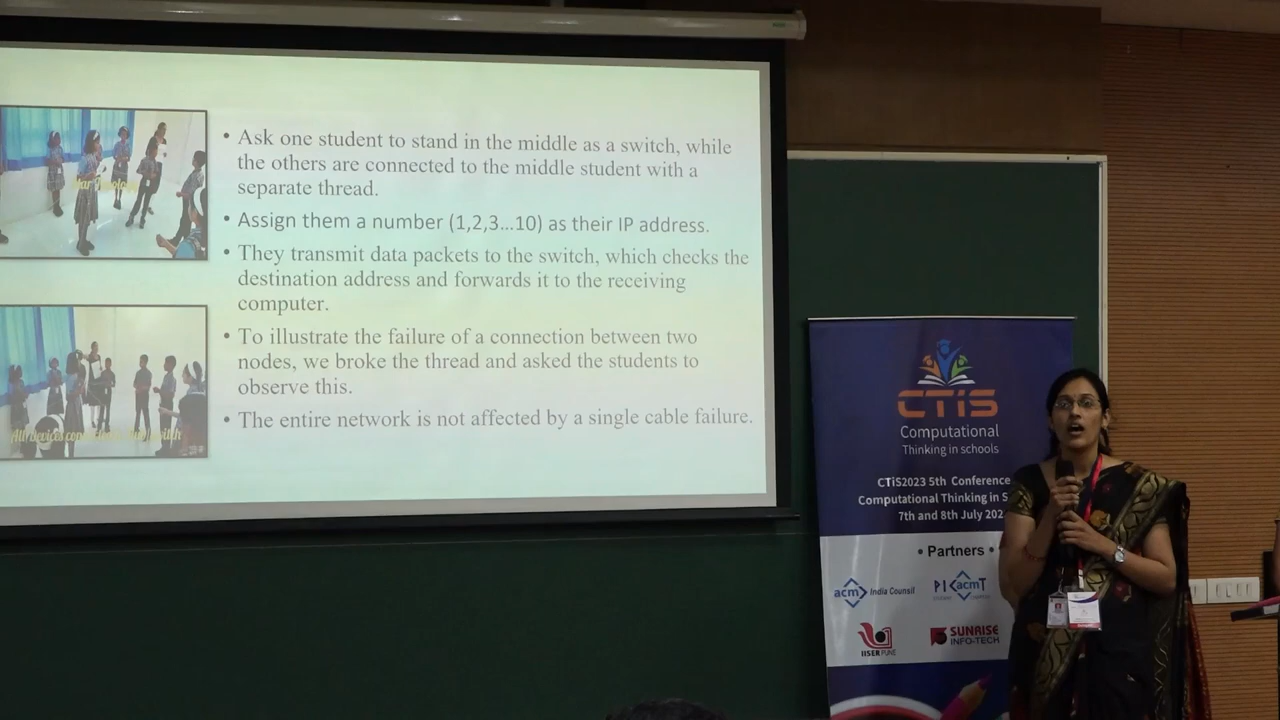 • Ask one student to stand in the middle as a switch, while
the others are connected to the middle student with a
separate thread.
• Assign them a number (1,2,3...10) as their IP address.
• They transmit data packets to the switch, which checks the
destination address and forwards it to the receiving
computer.
• To illustrate the failure of a connection between two
nodes, we broke the thread and asked the students to
observe this.
• The entire network is not affected by a single cable failure.
All devices
CTiS
Computational
Thinking in schools
CTiS2023 5th Conference
Computational Thinking in
7th and 8th July
• Partners •
acm India Counsil
PICT acm
IISER PUNE
SUNRISE
INFO-TECH